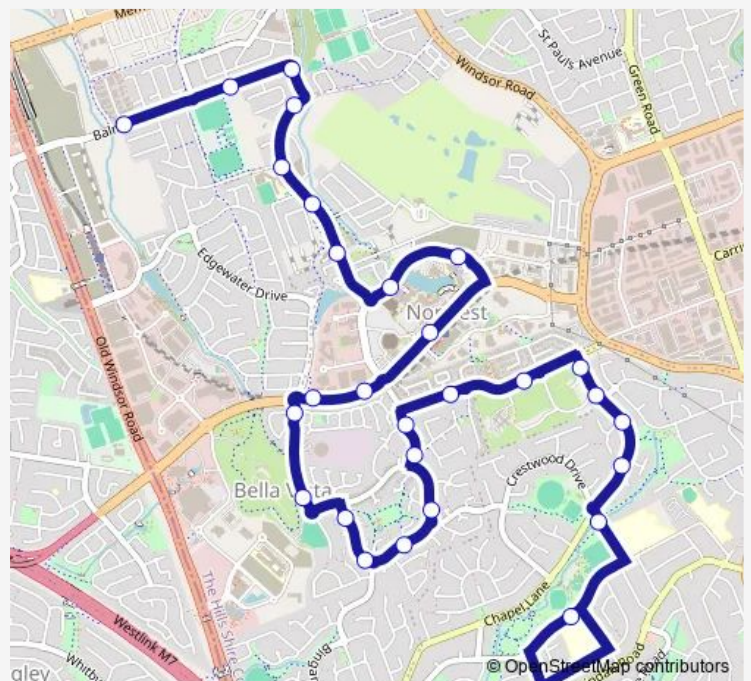 St Pauls Avenue
Windsor Road
Green Road
Edgewater Drive
Old Windsor Road
Bella Vista
Crestwood Drive
Chapel Lane
The Hills Shire C
Westlink M7
© OpenStreetMap contributors